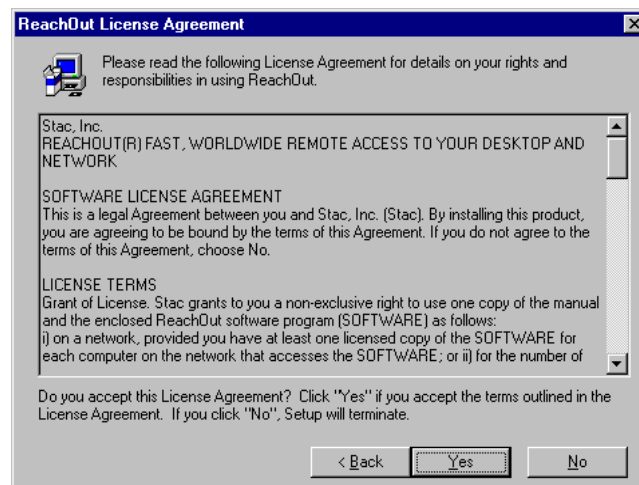 ReachOut License Agreement
Please read the following License Agreement for details on your rights and
responsibilities in using ReachOut.
Stac, Inc.
REACHOUT(R) FAST, WORLDWIDE REMOTE ACCESS TO YOUR DESKTOP AND
NETWORK
SOFTWARE LICENSE AGREEMENT
This is a legal Agreement between you and Stac, Inc. (Stac). By installing this product,
you are agreeing to be bound by the terms of this Agreement. If you do not agree to the
terms of this Agreement, choose No.
LICENSE TERMS
Grant of License. Stac grants to you a non-exclusive right to use one copy of the manual
and the enclosed ReachOut software program (SOFTWARE) as follows:
i) on a network, provided you have at least one licensed copy of the SOFTWARE for
each computer on the network that accesses the SOFTWARE; or ii) for the number of
Do you accept this License Agreement? Click "Yes" if you accept the terms outlined in the
License Agreement. If you click "No", Setup will terminate.
< Back
Yes
No